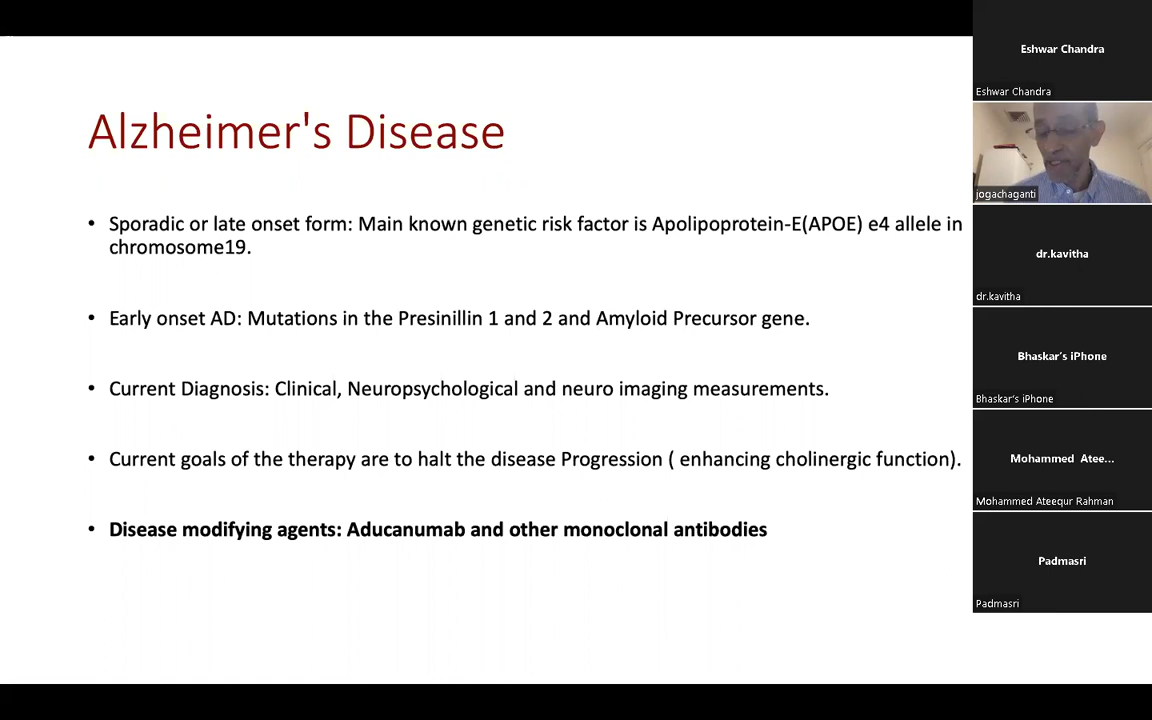 Alzheimer's Disease
• Sporadic or late onset form: Main known genetic risk factor is Apolipoprotein-E(APOE) e4 allele in
chromosome19.
• Early onset AD: Mutations in the Presinillin 1 and 2 and Amyloid Precursor gene.
• Current Diagnosis: Clinical, Neuropsychological and neuro imaging measurements.
• Current goals of the therapy are to halt the disease Progression ( enhancing cholinergic function).
• Disease modifying agents: Aducanumab and other monoclonal antibodies
Eshwar Chandra
Eshwar Chandra
jogachaganti
dr.kavitha
dr.kavitha
Bhaskar's iPhone
Bhaskar's iPhone
Mohammed Atee...
Mohammed Ateequr Rahman
Padmasri
Padmasri